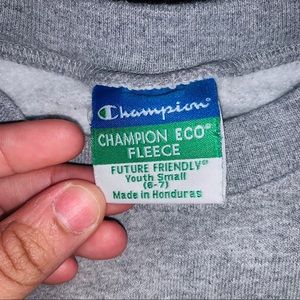 Champion
CHAMPION ECO®
FLEECE
FUTURE FRIENDLY®
Youth Small
(6-7)
Made in Honduras